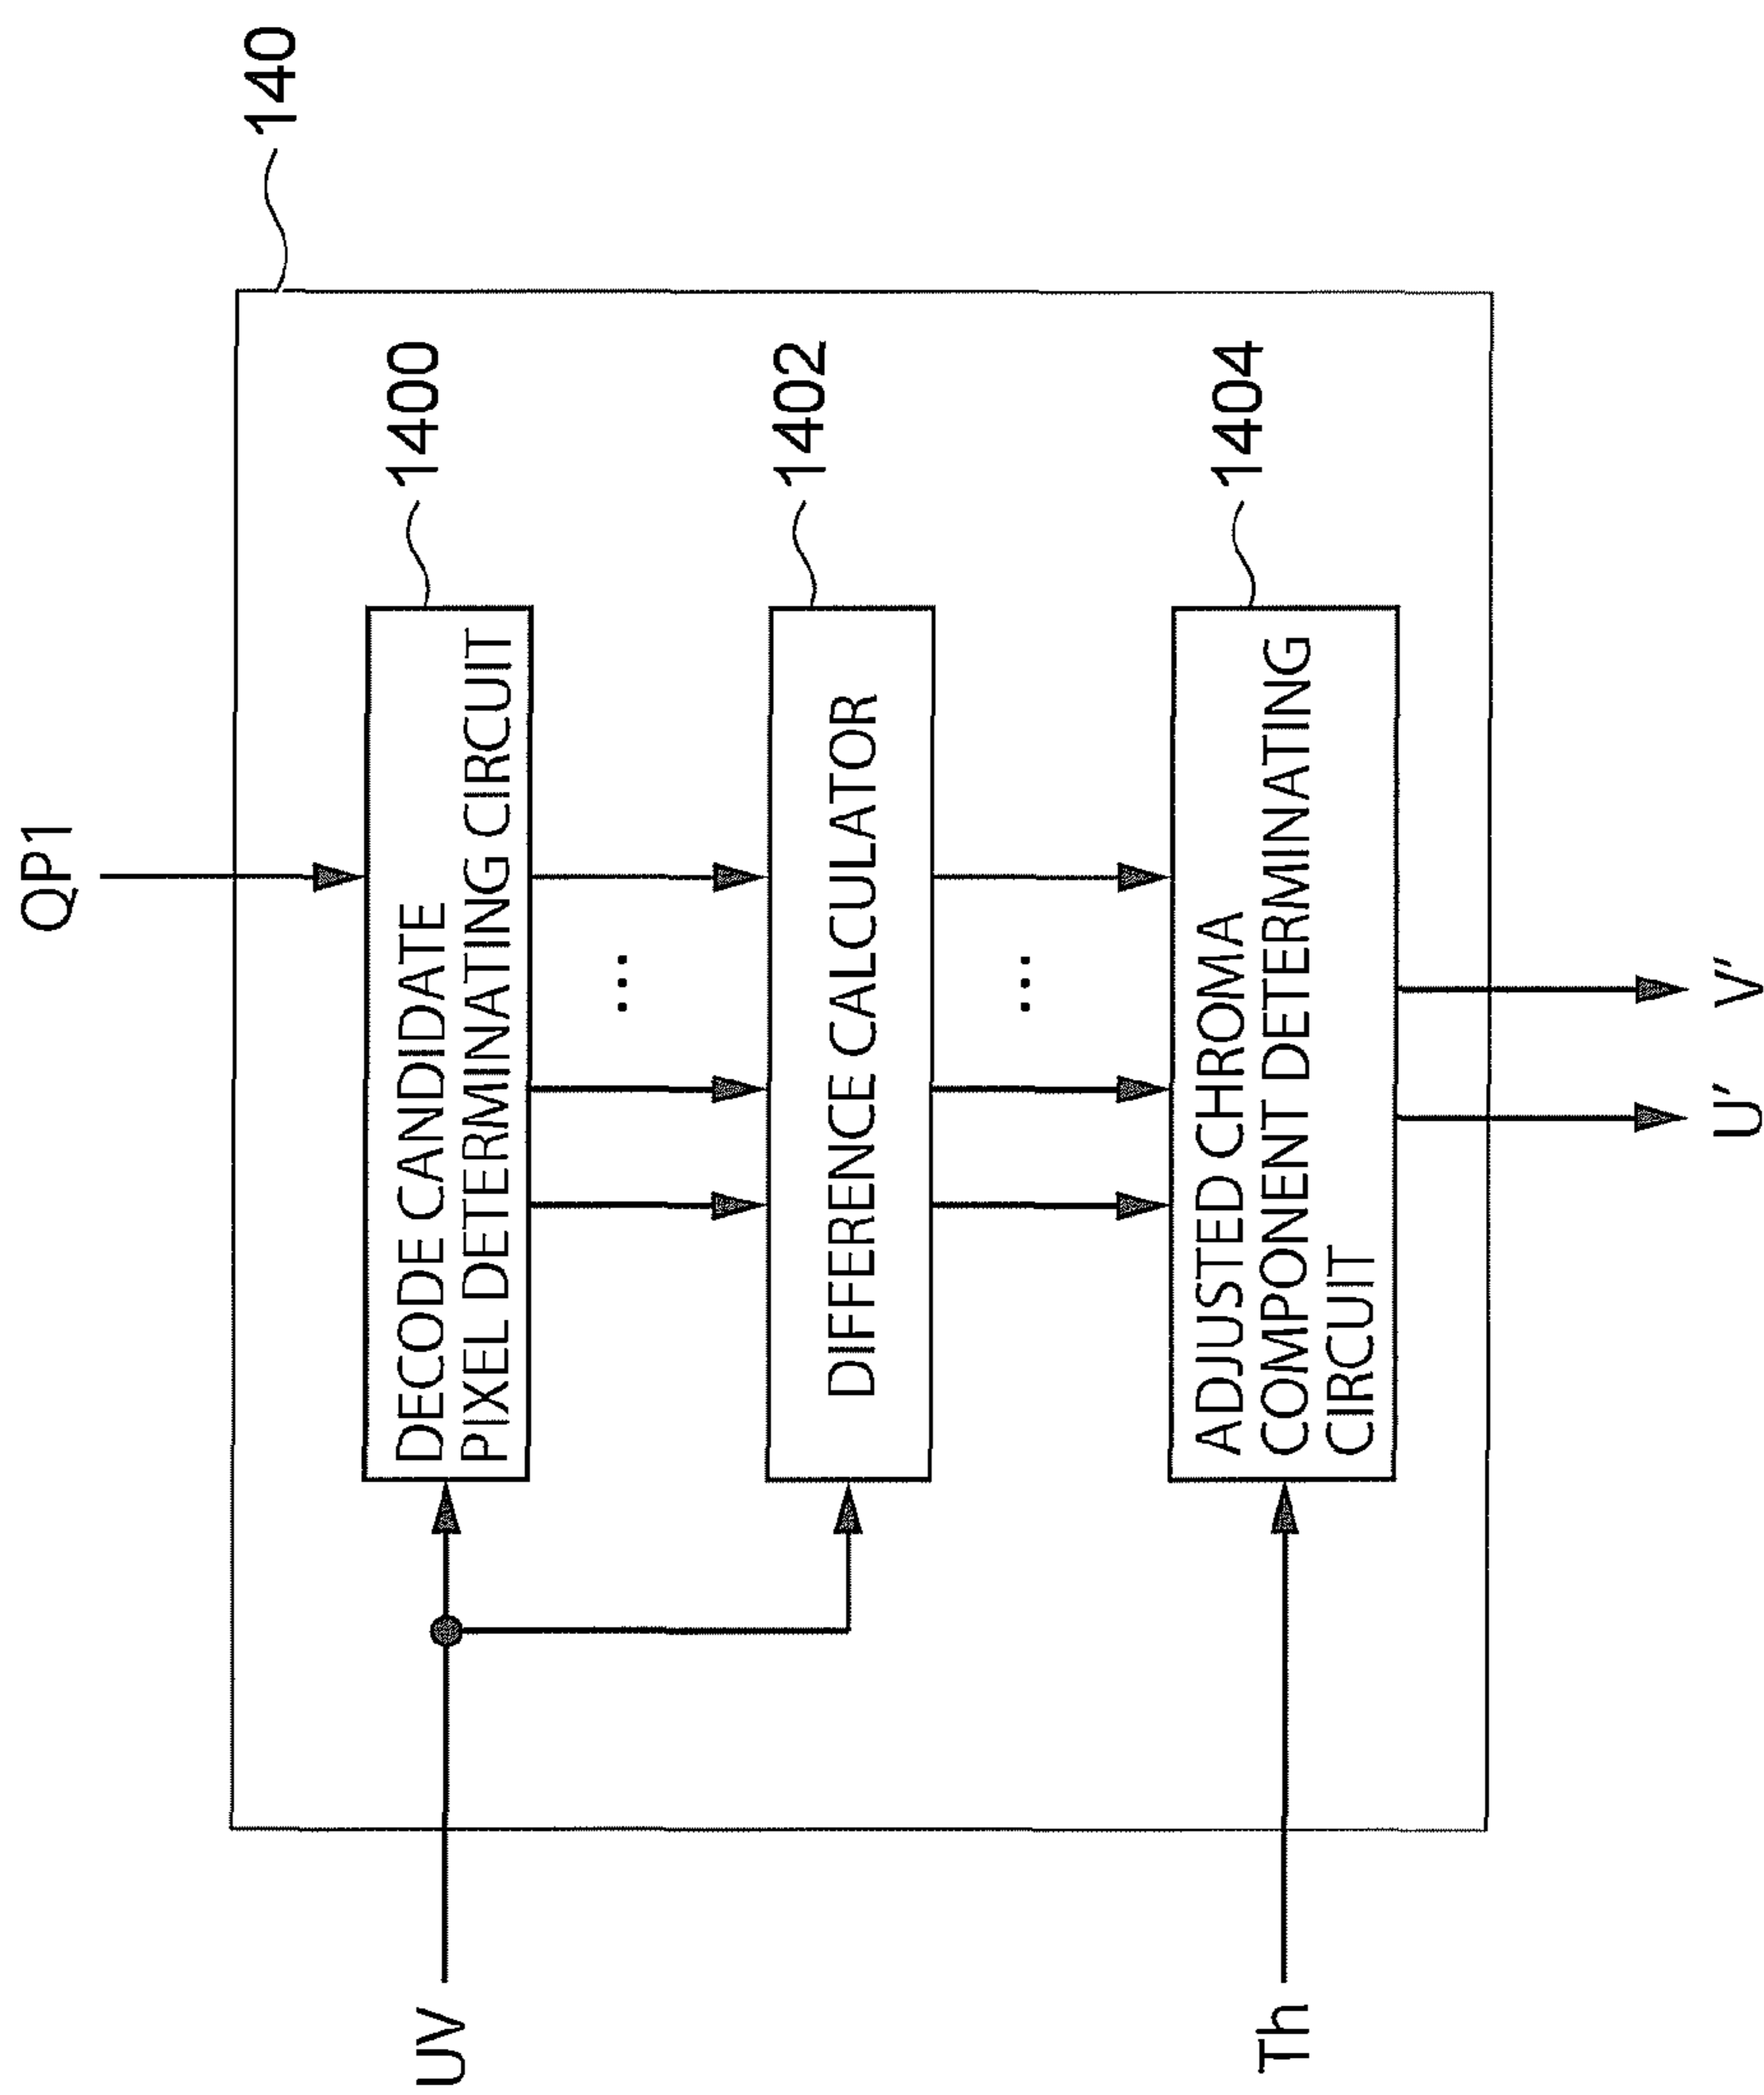 140
QP1
1400
DECODE CANDIDATE
PIXEL DETERMINATING CIRCUIT
UV
...
1402
DIFFERENCE CALCULATOR
...
1404
ADJUSTED CHROMA
COMPONENT DETERMINATING
CIRCUIT
Th
U′
V′